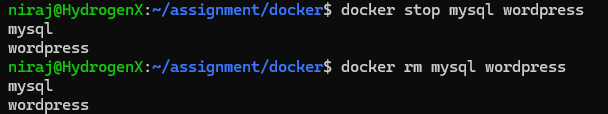 niraj@HydrogenX:~/assignment/docker$ docker stop mysql wordpress
mysql
wordpress
niraj@HydrogenX:~/assignment/docker$ docker rm mysql wordpress
mysql
wordpress